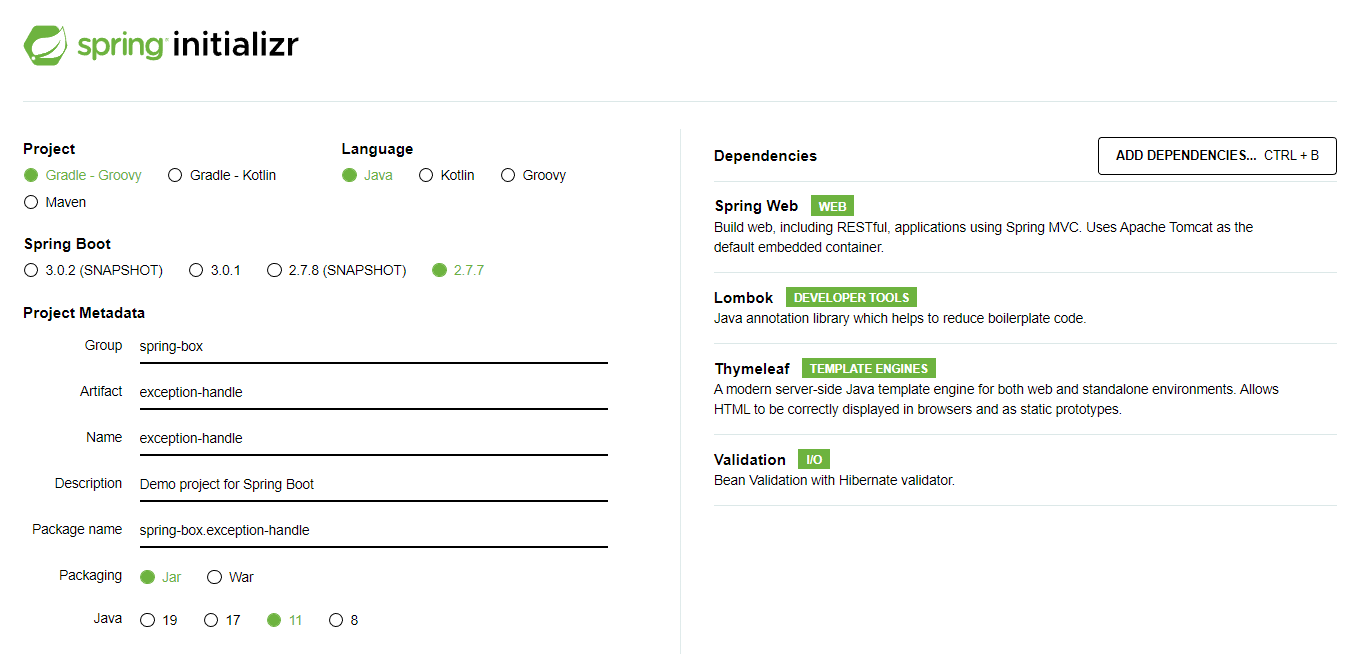 spring initializr
Project
Gradle - Groovy Gradle - Kotlin
Maven
Language
Java Kotlin Groovy
Spring Boot
3.0.2 (SNAPSHOT) 3.0.1 2.7.8 (SNAPSHOT) 2.7.7
Project Metadata
Group spring-box
Artifact exception-handle
Name exception-handle
Description Demo project for Spring Boot
Package name spring-box.exception-handle
Packaging Jar War
Java 19 17 11 8
Dependencies ADD DEPENDENCIES... CTRL + B
Spring Web WEB
Build web, including RESTful, applications using Spring MVC. Uses Apache Tomcat as the
default embedded container.
Lombok DEVELOPER TOOLS
Java annotation library which helps to reduce boilerplate code.
Thymeleaf TEMPLATE ENGINES
A modern server-side Java template engine for both web and standalone environments. Allows
HTML to be correctly displayed in browsers and as static prototypes.
Validation I/O
Bean Validation with Hibernate validator.